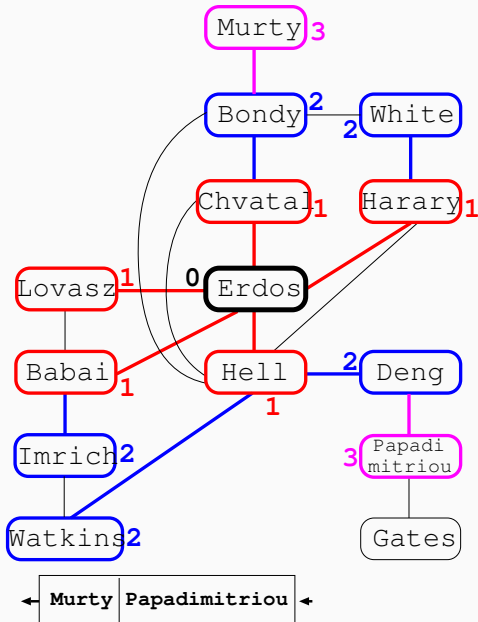 Murty 3
Bondy 2 2 White
Chvatal 1 Harary 1
Lovasz 1 0 Erdos
Babai 1 Hell 1 2 Deng
Imrich 2 3 Papadi
mitriou
Watkins 2 Gates
Murty Papadimitriou